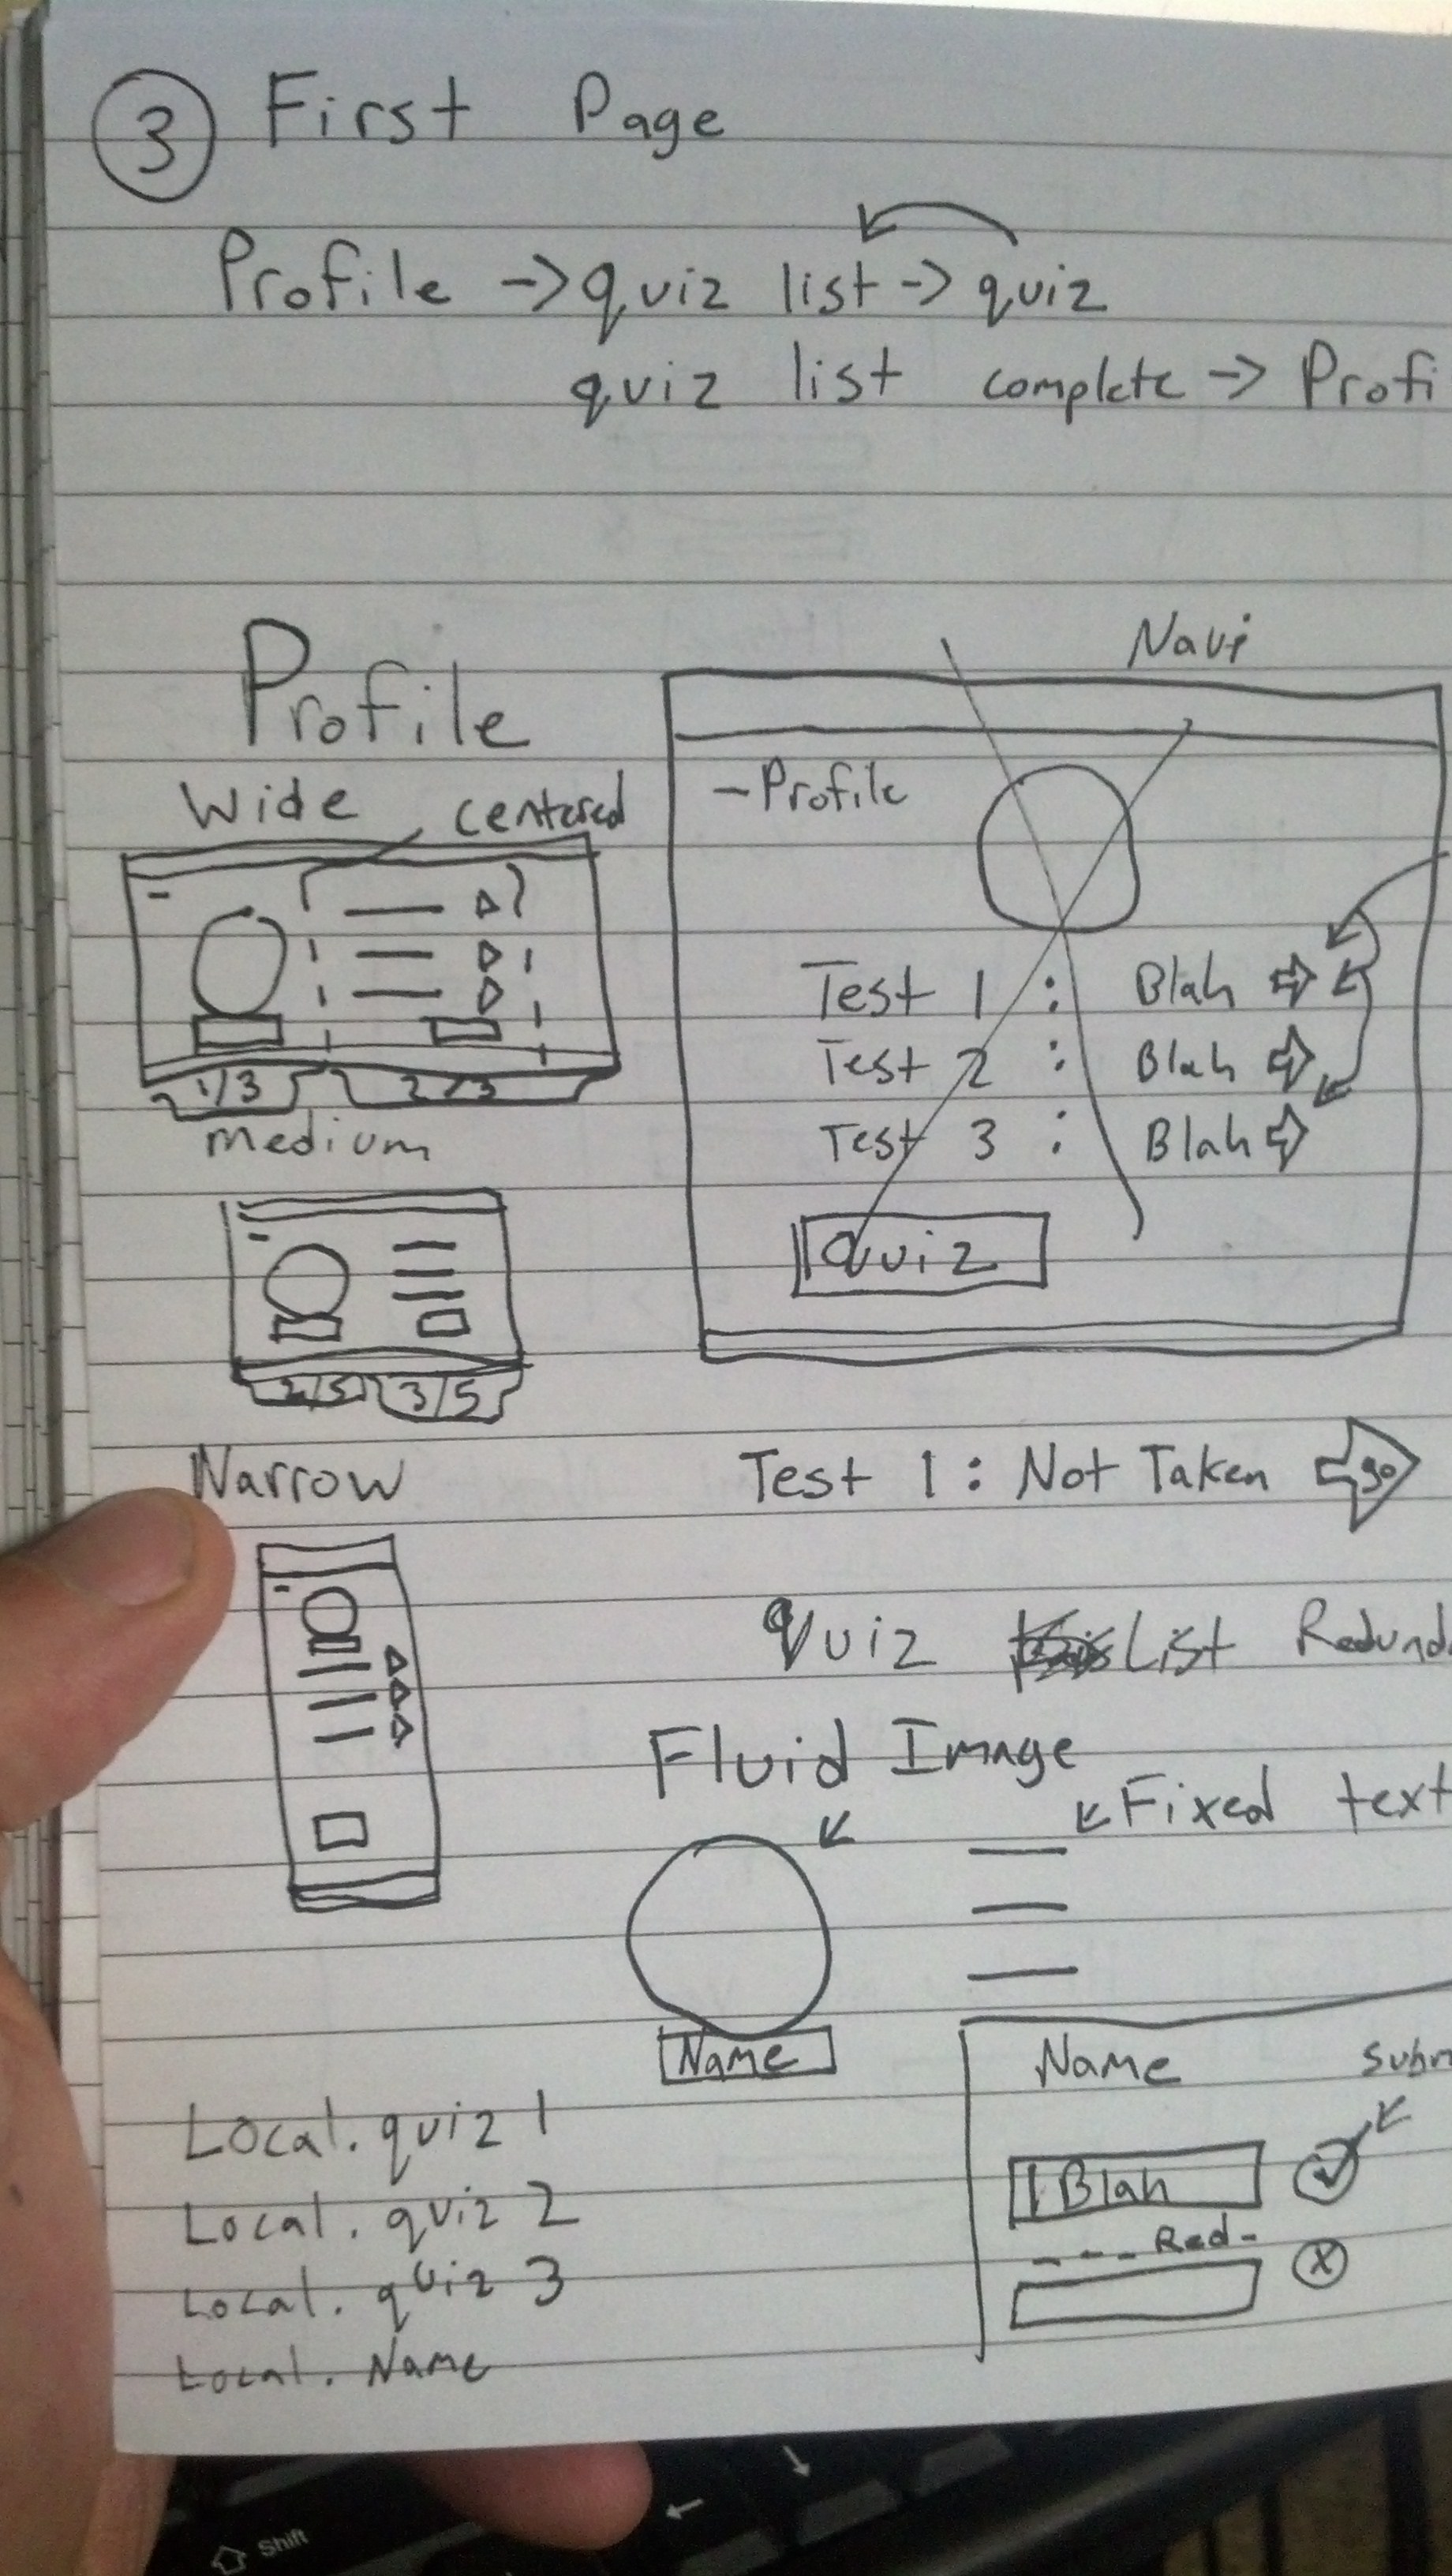 3 First Page
Profile -> quiz list -> quiz
quiz list complete -> Profi
Profile
Wide centered
1/3 2/3
medium
2/5 3/5
Narrow
Navi
- Profile
Test 1 : Blah
Test 2 : Blah
Test 3 : Blah
Quiz
Test 1 : Not Taken go
Quiz List Redund
Fluid Image
Fixed text
Name
Local. quiz 1
Local. quiz 2
Local. quiz 3
Local. Name
Name Subm
Blah
--- Red-
Shift